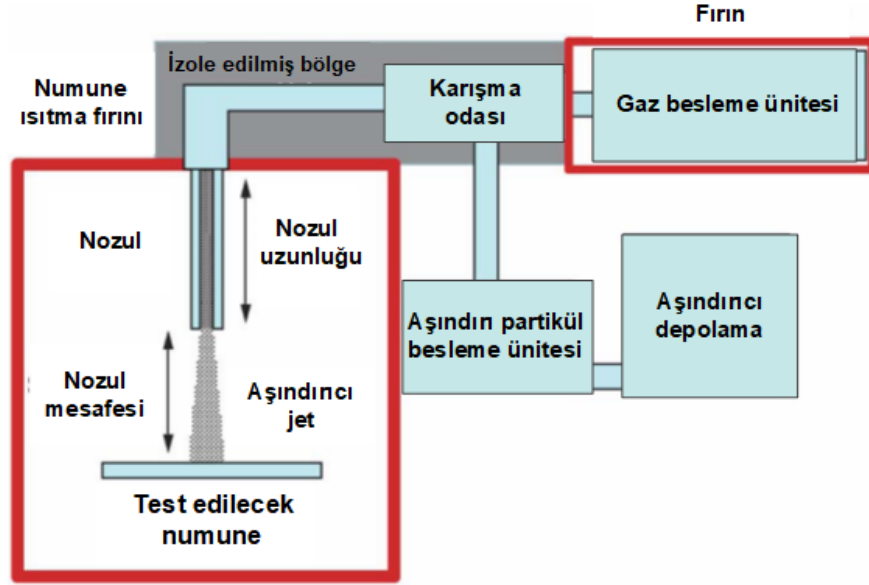 Fırın
İzole edilmiş bölge
Numune
ısıtma fırını
Karışma
odası
Gaz besleme ünitesi
Nozul
Nozul
uzunluğu
Aşındırı partikül
besleme ünitesi
Aşındırıcı
depolama
Nozul
mesafesi
Aşındırıcı
jet
Test edilecek
numune